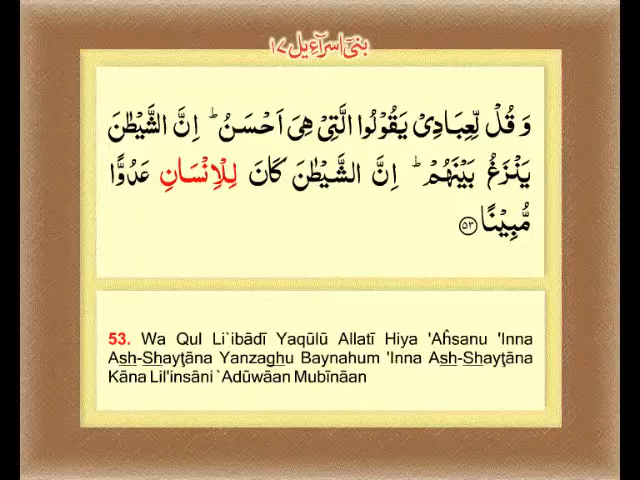 بنیٓ اسرآءیل ١٧
وَ قُلْ لِّعِبَادِیْ یَقُوْلُوا الَّتِیْ هِیَ اَحْسَنُ ؕ اِنَّ الشَّیْطٰنَ
یَنْزَغُ بَیْنَهُمْ ؕ اِنَّ الشَّیْطٰنَ كَانَ لِلْاِنْسَانِ عَدُوًّا
مُّبِیْنًا ۝۵۳
53. Wa Qul Li`ibādī Yaqūlū Allatī Hiya 'Aĥsanu 'Inna
Ash-Shayţāna Yanzaghu Baynahum 'Inna Ash-Shayţāna
Kāna Lil'insāni `Adūwāan Mubīnāan